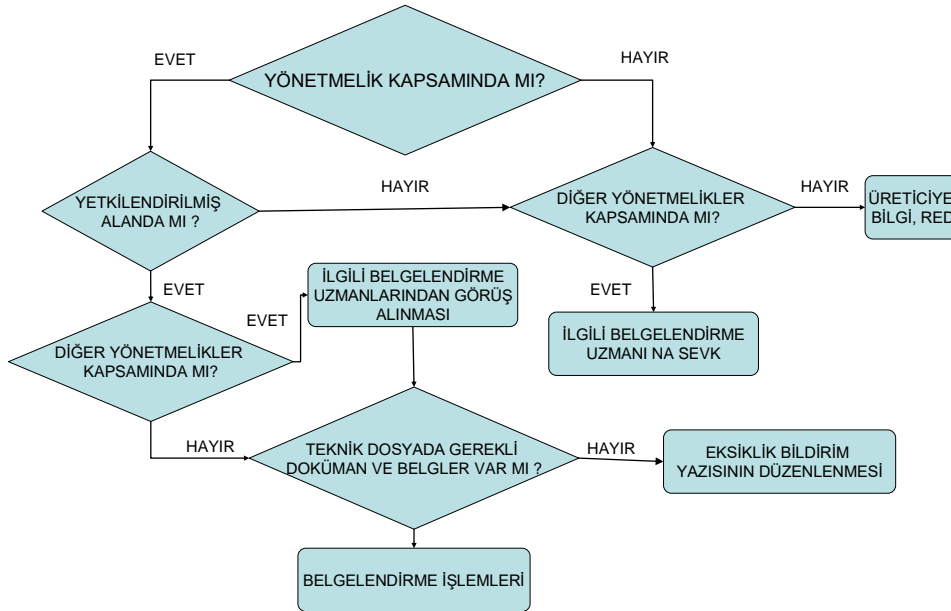 EVET
HAYIR
YÖNETMELİK KAPSAMINDA MI?
YETKİLENDİRİLMİŞ
ALANDA MI ?
HAYIR
DİĞER YÖNETMELİKLER
KAPSAMINDA MI?
HAYIR
ÜRETİCİYE
BİLGİ, RED
EVET
EVET
İLGİLİ BELGELENDİRME
UZMANLARINDAN GÖRÜŞ
ALINMASI
EVET
İLGİLİ BELGELENDİRME
UZMANI NA SEVK
DİĞER YÖNETMELİKLER
KAPSAMINDA MI?
HAYIR
TEKNİK DOSYADA GEREKLİ
DOKÜMAN VE BELGLER VAR MI ?
HAYIR
EKSİKLİK BİLDİRİM
YAZISININ DÜZENLENMESİ
BELGELENDİRME İŞLEMLERİ